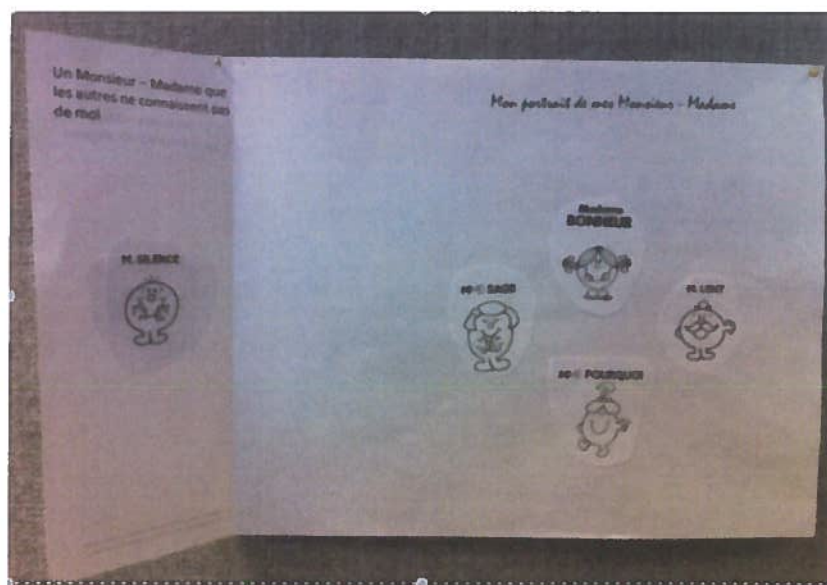 Un Monsieur – Madame que
les autres ne connaissent pas
de moi
M. SILENCE
Mon portrait de mes Monsieur – Madame
Madame
BONHEUR
SAGE
M. LENT
POURQUOI